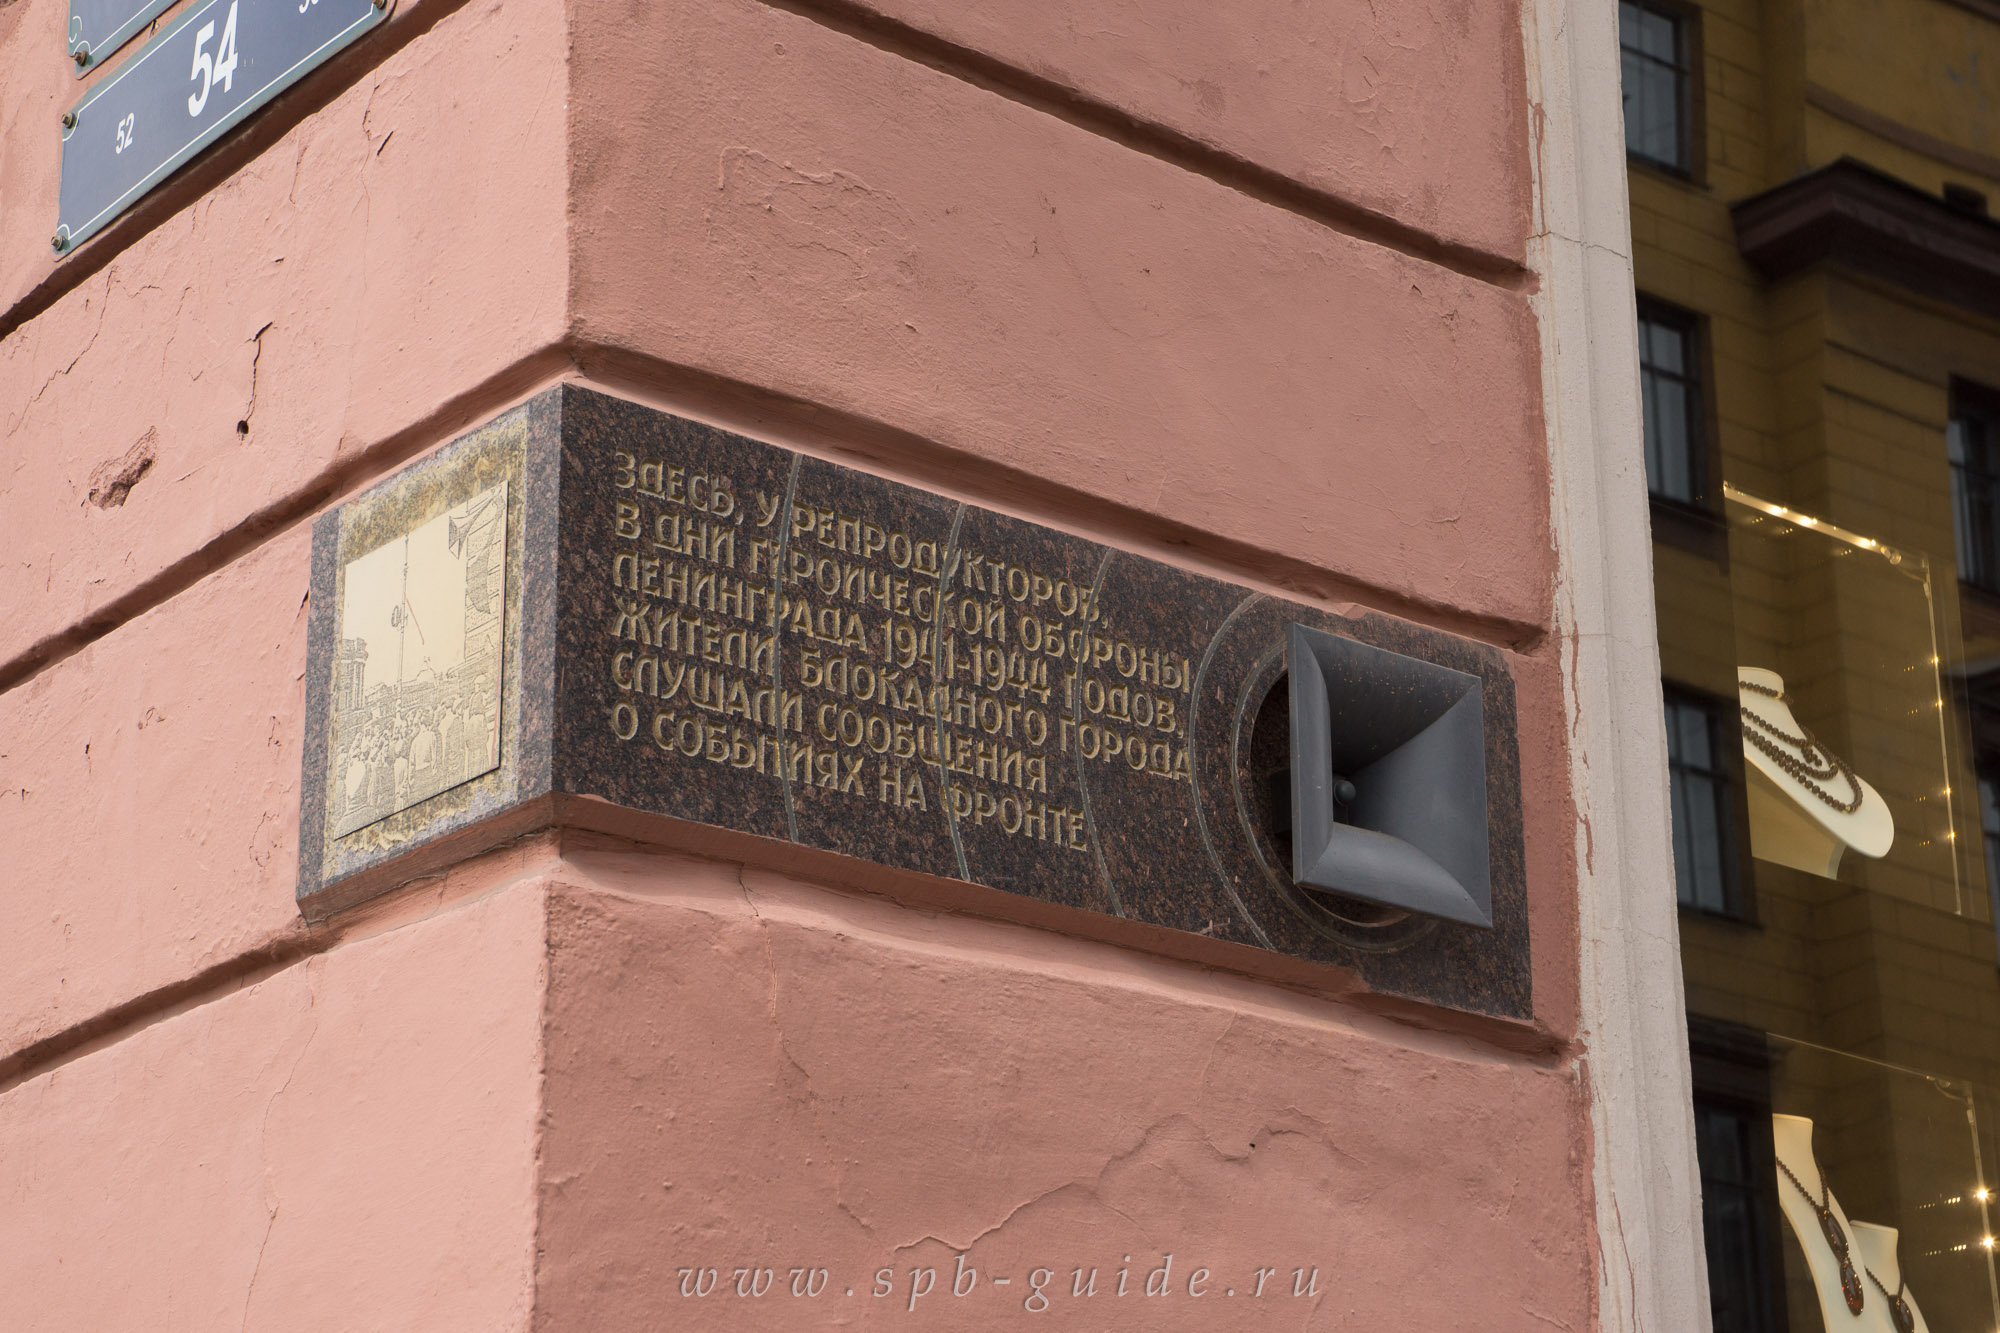 54
52
ЗДЕСЬ, У РЕПРОДУКТОРОВ,
В ДНИ ГЕРОИЧЕСКОЙ ОБОРОНЫ
ЛЕНИНГРАДА 1941-1944 ГОДОВ,
ЖИТЕЛИ БЛОКАДНОГО ГОРОДА
СЛУШАЛИ СООБЩЕНИЯ
О СОБЫТИЯХ НА ФРОНТЕ
www.spb-guide.ru